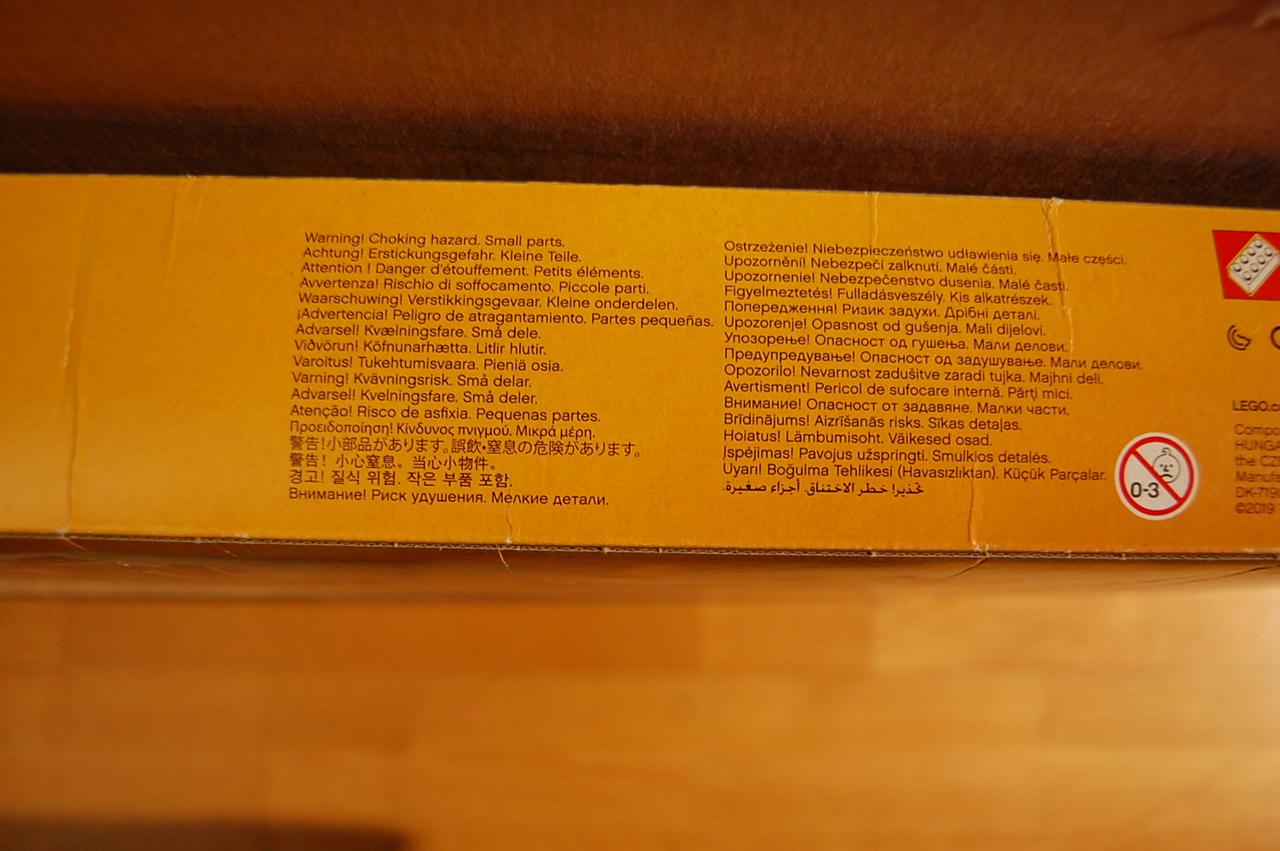 Warning! Choking hazard. Small parts.
Achtung! Erstickungsgefahr. Kleine Teile.
Attention ! Danger d'étouffement. Petits éléments.
Avvertenza! Rischio di soffocamento. Piccole parti.
Waarschuwing! Verstikkingsgevaar. Kleine onderdelen.
¡Advertencia! Peligro de atragantamiento. Partes pequeñas.
Advarsel! Kvælningsfare. Små dele.
Viðvörun! Köfnunarhætta. Litlir hlutir.
Varoitus! Tukehtumisvaara. Pieniä osia.
Varning! Kvävningsrisk. Små delar.
Advarsel! Kvelningsfare. Små deler.
Atenção! Risco de asfixia. Pequenas partes.
Προειδοποίηση! Κίνδυνος πνιγμού. Μικρά μέρη.
警告!小部品があります。誤飲・窒息の危険があります。
警告！小心窒息。当心小物件。
경고! 질식 위험. 작은 부품 포함.
Внимание! Риск удушения. Мелкие детали.
Ostrzeżenie! Niebezpieczeństwo udławienia się. Małe części.
Upozornění! Nebezpečí zalknutí. Malé části.
Upozornenie! Nebezpečenstvo dusenia. Malé časti.
Figyelmeztetés! Fulladásveszély. Kis alkatrészek.
Попередження! Ризик задухи. Дрібні деталі.
Upozorenje! Opasnost od gušenja. Mali dijelovi.
Упозорење! Опасност од гушења. Мали делови.
Предупредување! Опасност од задушување. Мали делови.
Opozorilo! Nevarnost zadušitve zaradi tujka. Majhni deli.
Avertisment! Pericol de sufocare internă. Părți mici.
Внимание! Опасност от задавяне. Малки части.
Brīdinājums! Aizrīšanās risks. Sīkas detaļas.
Hoiatus! Lämbumisoht. Väikesed osad.
Įspėjimas! Pavojus užspringti. Smulkios detalės.
Uyarı! Boğulma Tehlikesi (Havasızlıktan). Küçük Parçalar.
تحذير! خطر الاختناق. أجزاء صغيرة.
0-3
LEGO.c
Compo
HUNGA
the CZE
Manufa
DK-719
©2019